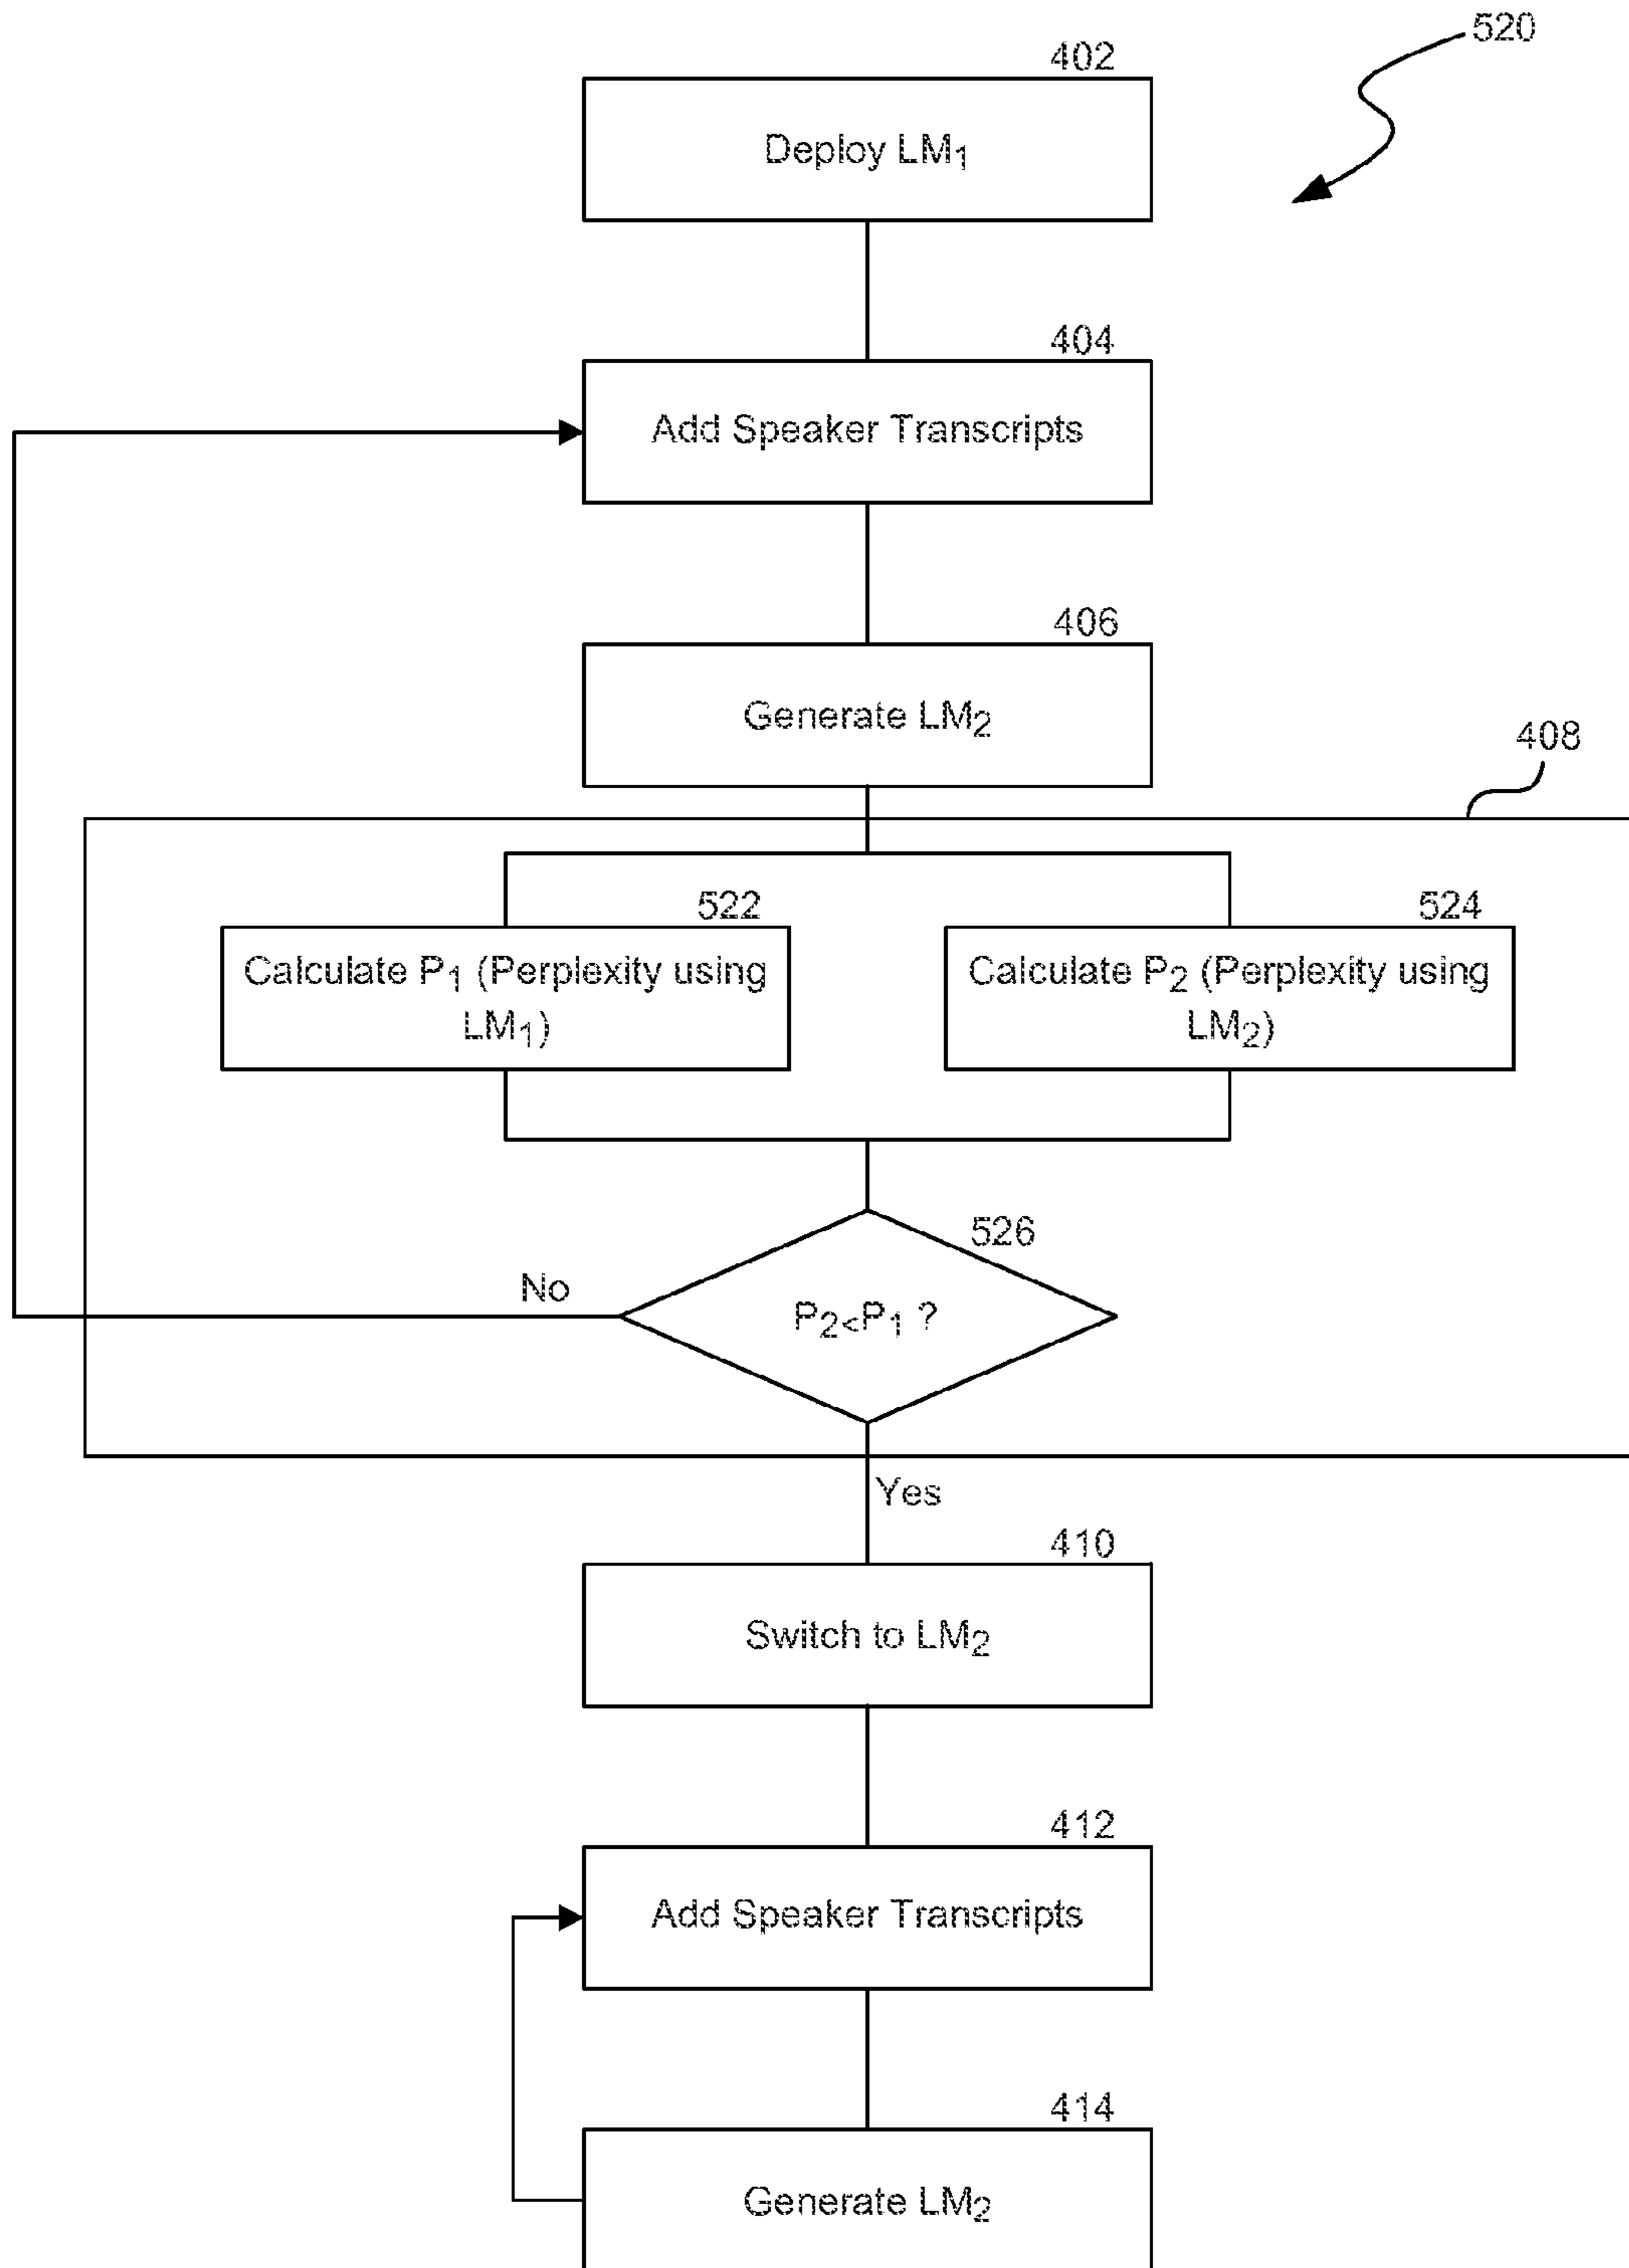 520
402
Deploy LM₁
404
Add Speaker Transcripts
406
Generate LM₂
408
522
Calculate P₁ (Perplexity using
LM₁)
524
Calculate P₂ (Perplexity using
LM₂)
526
P₂<P₁ ?
No
Yes
410
Switch to LM₂
412
Add Speaker Transcripts
414
Generate LM₂